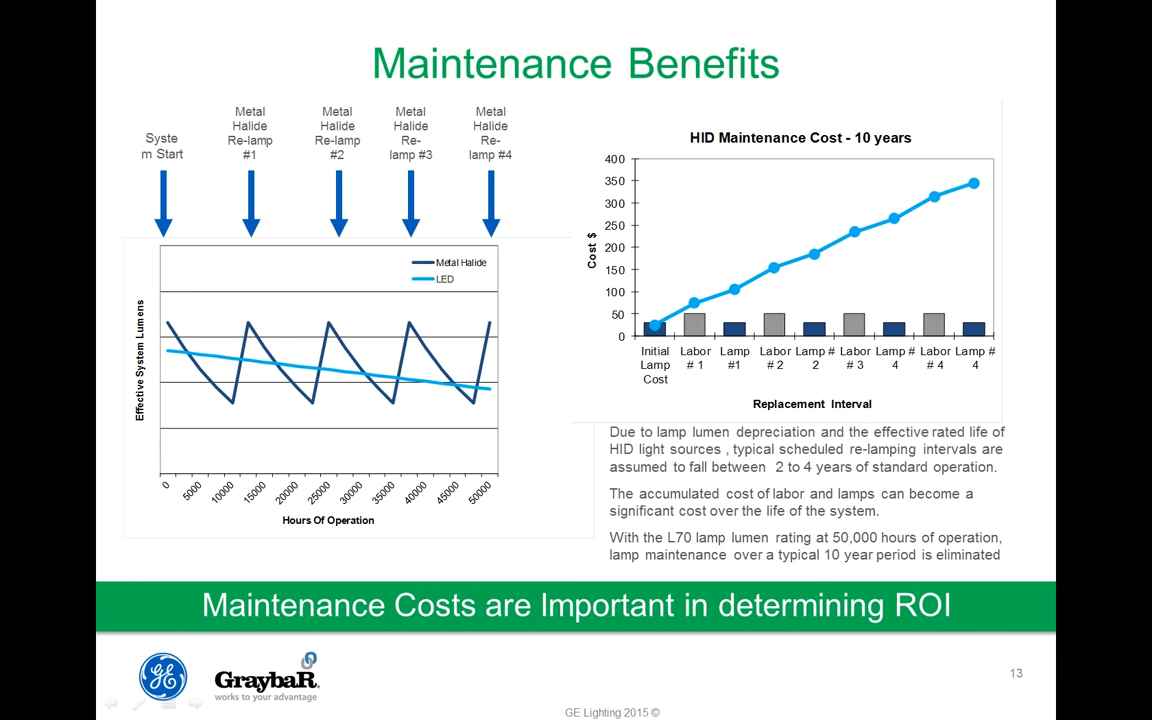 Maintenance Benefits
Syste
m Start
Metal
Halide
Re-lamp
#1
Metal
Halide
Re-lamp
#2
Metal
Halide
Re-
lamp #3
Metal
Halide
Re-
lamp #4
Metal Halide
LED
Effective System Lumens
0
5000
10000
15000
20000
25000
30000
35000
40000
45000
50000
Hours Of Operation
HID Maintenance Cost - 10 years
400
350
300
250
200
150
100
50
0
Cost $
Initial
Lamp
Cost
Labor
# 1
Lamp
#1
Labor
# 2
Lamp #
2
Labor
# 3
Lamp #
4
Labor
# 4
Lamp #
4
Replacement Interval
Due to lamp lumen depreciation and the effective rated life of
HID light sources , typical scheduled re-lamping intervals are
assumed to fall between 2 to 4 years of standard operation.
The accumulated cost of labor and lamps can become a
significant cost over the life of the system.
With the L70 lamp lumen rating at 50,000 hours of operation,
lamp maintenance over a typical 10 year period is eliminated
Maintenance Costs are Important in determining ROI
GE
GraybaR.
works to your advantage
13
GE Lighting 2015 ©